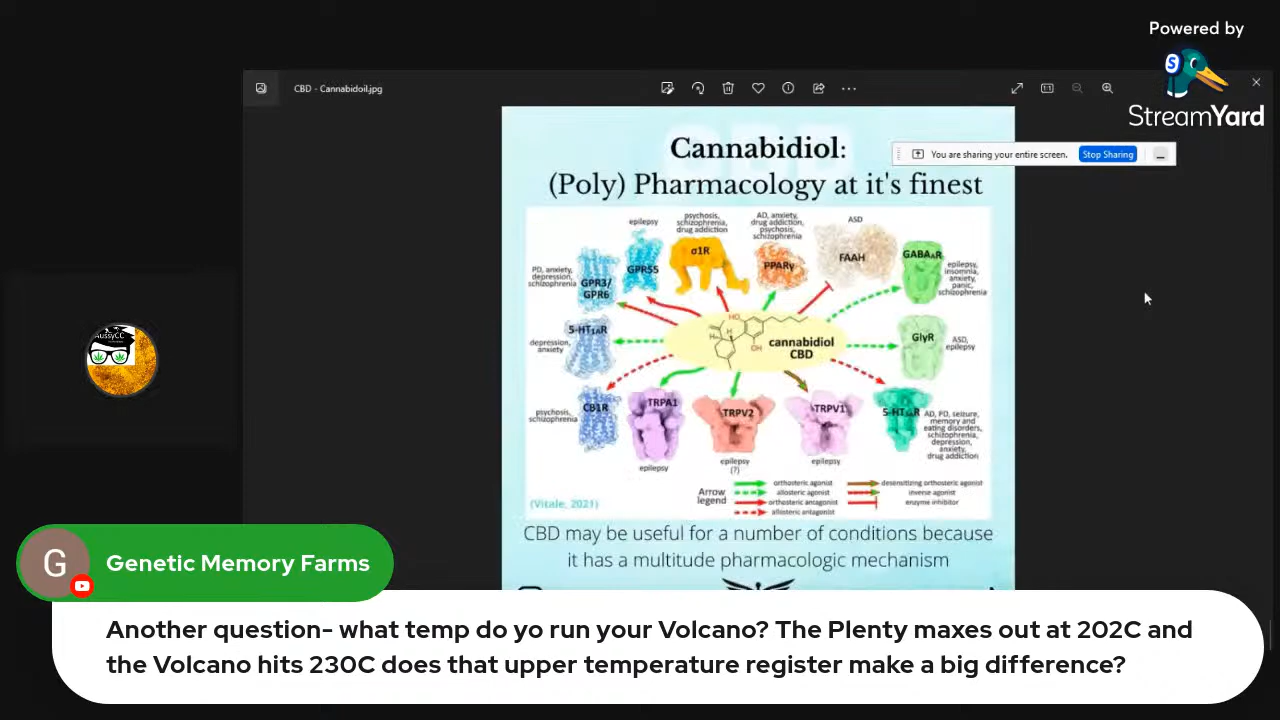 Powered by
StreamYard
CBD - Cannabidoil.jpg
You are sharing your entire screen.
Stop Sharing
Cannabidiol:
(Poly) Pharmacology at it's finest
epilepsy
psychosis,
schizophrenia,
drug addiction
AD, anxiety,
drug addiction,
psychosis,
schizophrenia
ASD
PD, anxiety,
depression,
schizophrenia
GPR3/
GPR6
GPR55
σ1R
PPARγ
FAAH
GABAAR
epilepsy,
insomnia,
anxiety,
panic,
schizophrenia
HO
H
H
OH
cannabidiol
CBD
AussyCC
5-HT1AR
depression,
anxiety
GlyR
ASD,
epilepsy
psychosis,
schizophrenia
CB1R
TRPA1
epilepsy
TRPV2
epilepsy
(?)
TRPV1
epilepsy
AD, PD, seizure,
memory and
eating disorders,
schizophrenia,
depression,
anxiety,
drug addiction
Arrow
legend
orthosteric agonist
allosteric agonist
orthosteric antagonist
allosteric antagonist
desensitizing orthosteric agonist
inverse agonist
enzyme inhibitor
(Vitale, 2021)
CBD may be useful for a number of conditions because
it has a multitude pharmacologic mechanism
G
Genetic Memory Farms
Another question- what temp do yo run your Volcano? The Plenty maxes out at 202C and
the Volcano hits 230C does that upper temperature register make a big difference?